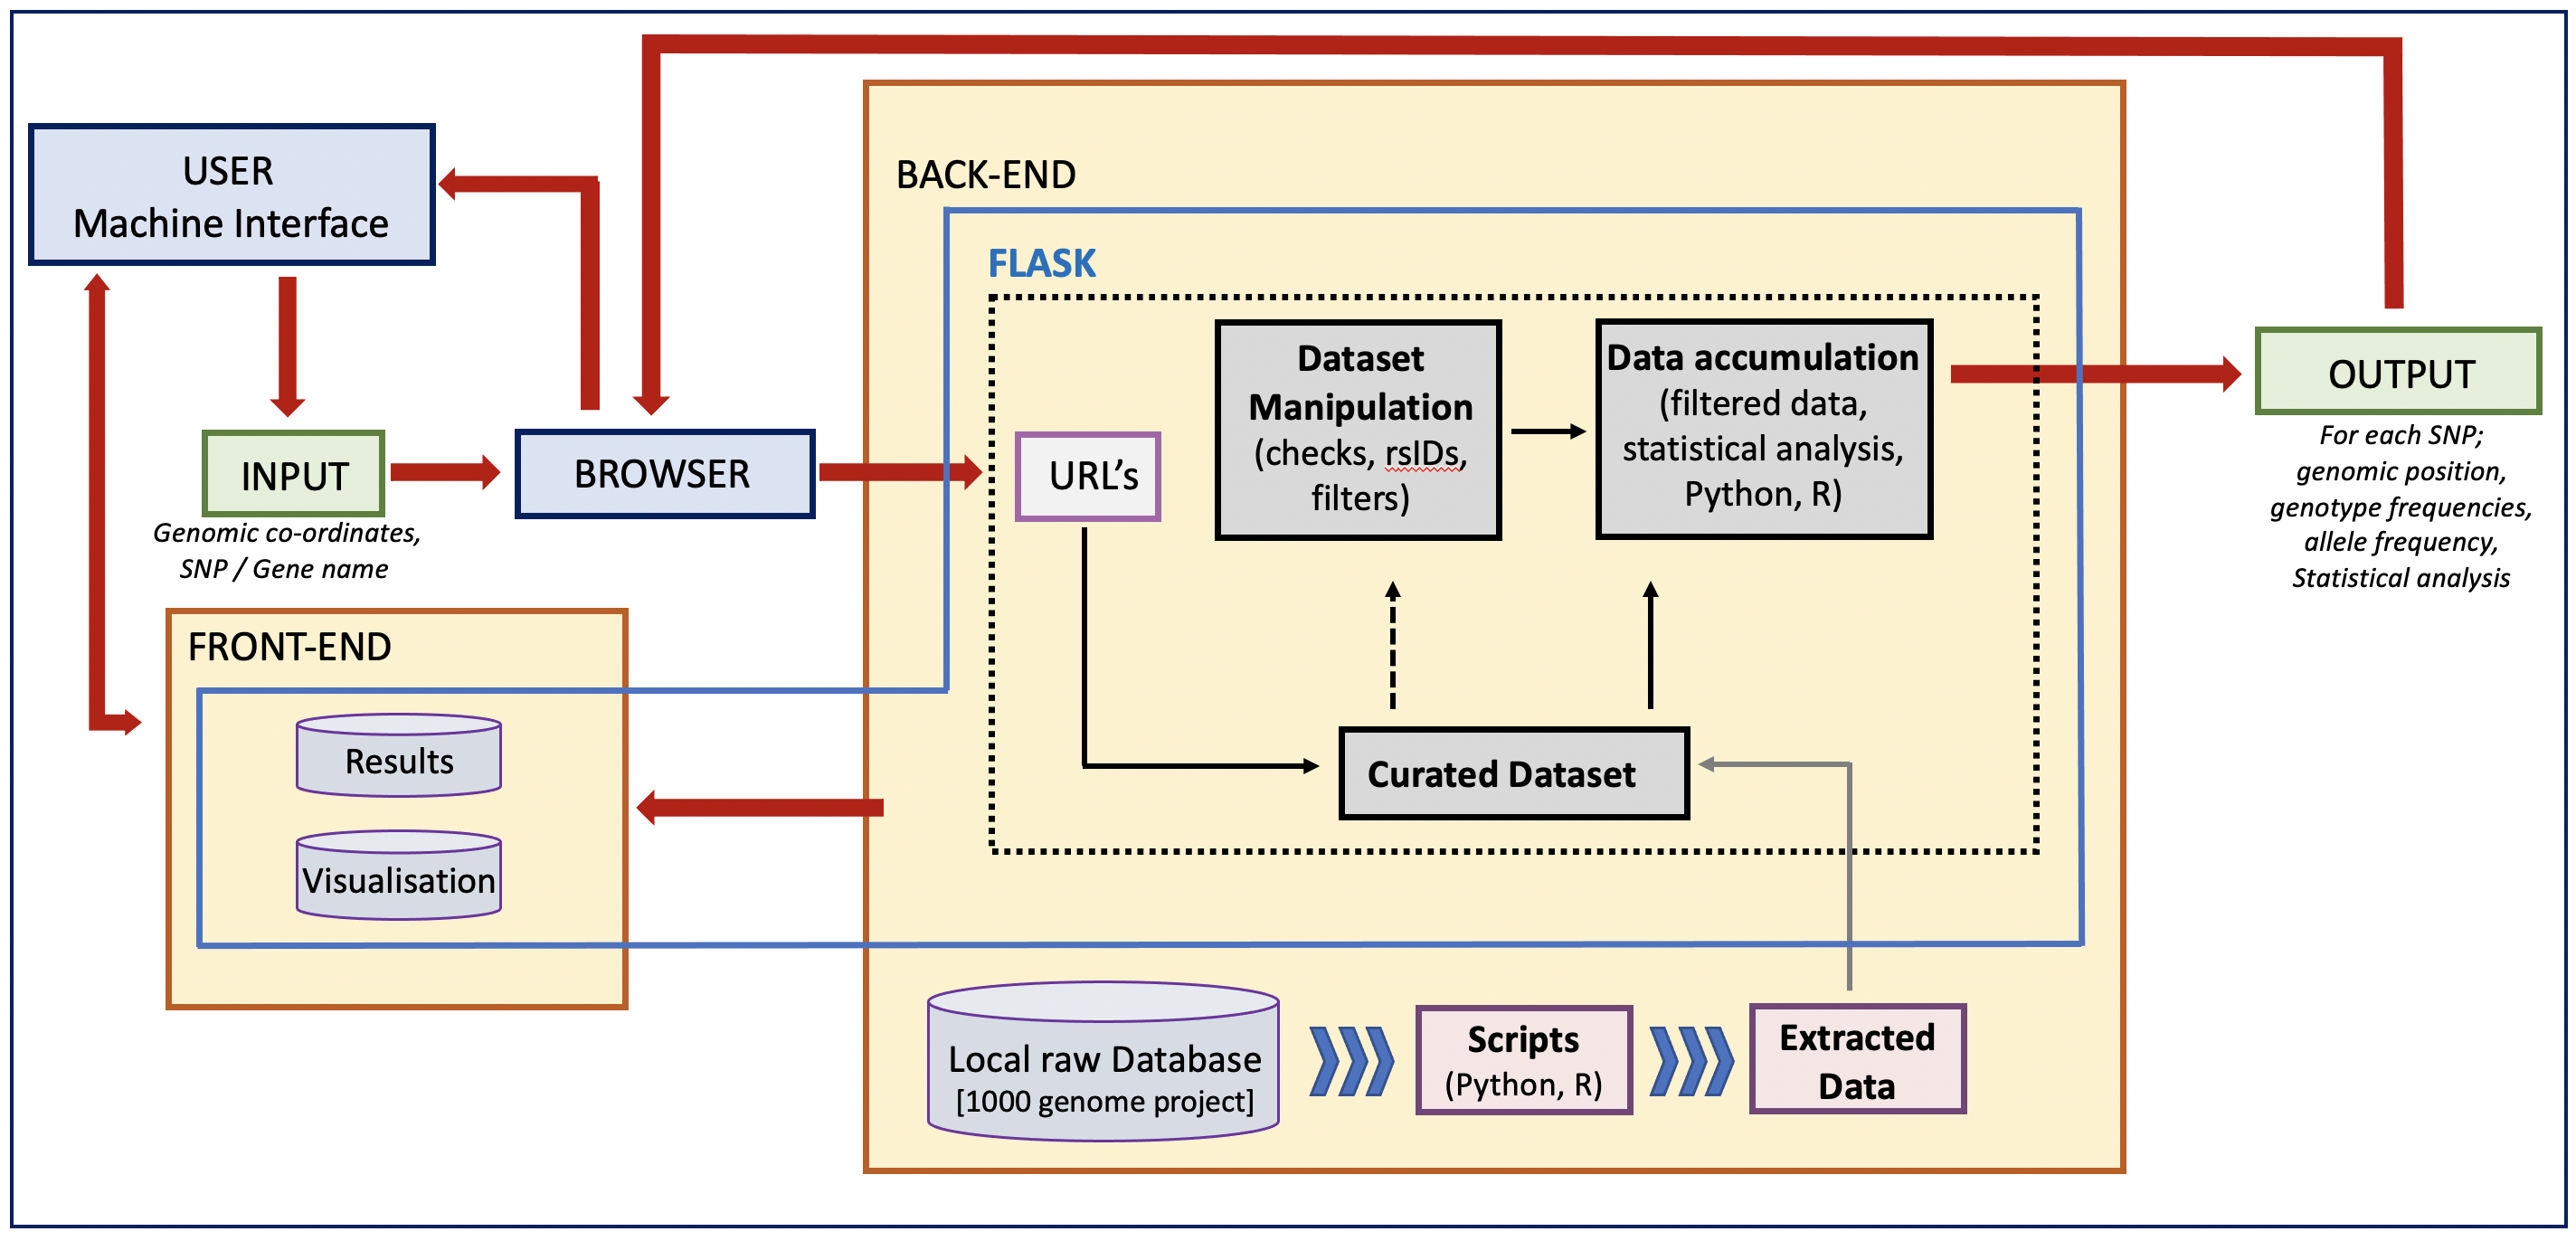 USER
Machine Interface
INPUT
Genomic co-ordinates,
SNP / Gene name
BROWSER
FRONT-END
Results
Visualisation
BACK-END
FLASK
URL's
Dataset
Manipulation
(checks, rsIDs,
filters)
Data accumulation
(filtered data,
statistical analysis,
Python, R)
Curated Dataset
Local raw Database
[1000 genome project]
Scripts
(Python, R)
Extracted
Data
OUTPUT
For each SNP;
genomic position,
genotype frequencies,
allele frequency,
Statistical analysis